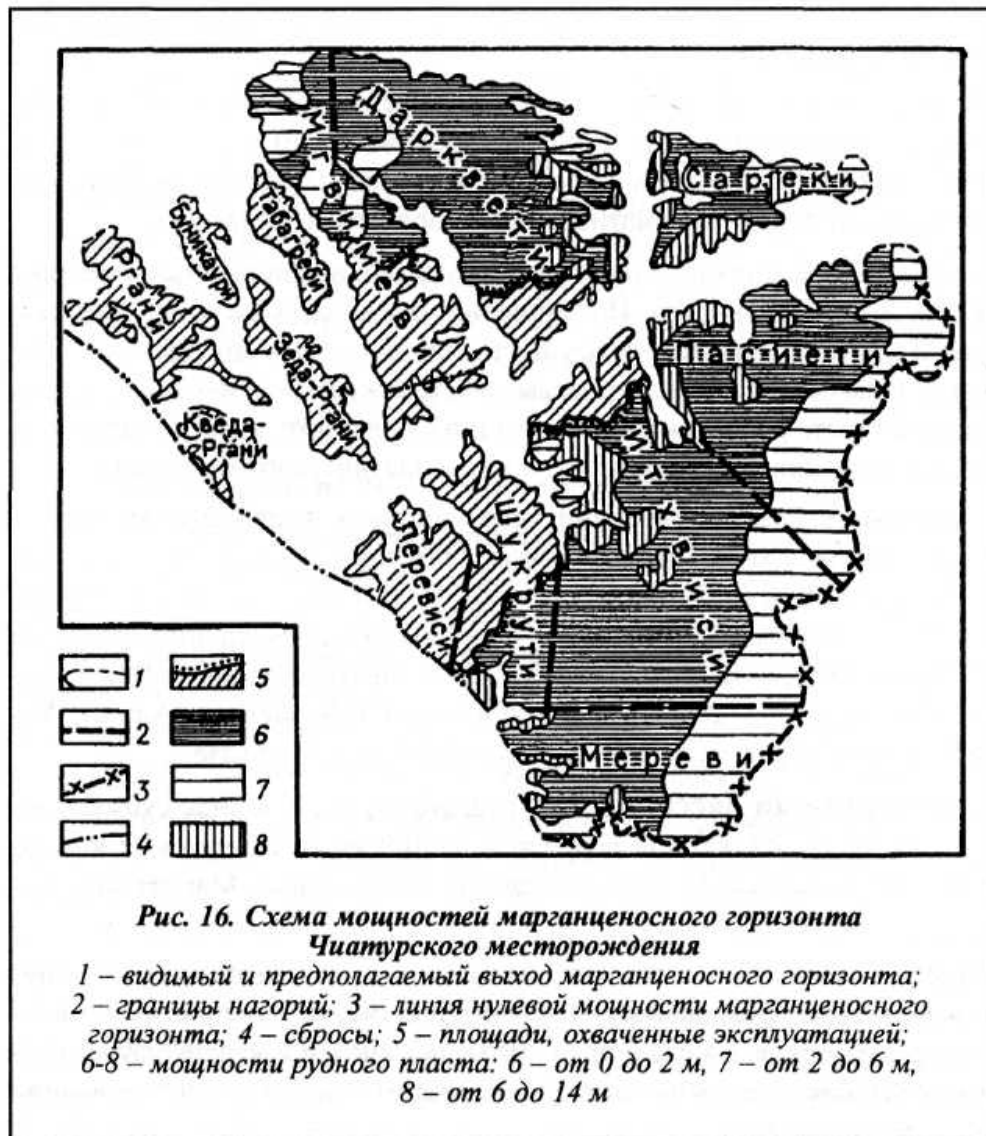 Мгвимеви
Дарквети
Сареки
Табагреби
Буникаури
Ргани
Зеда-Ргани
Кведа-
Ргани
Пасиети
Итхвиси
Шукрути
Перевиси
Мереви
1 5
2 6
3 7
4 8
Рис. 16. Схема мощностей марганценосного горизонта
Чиатурского месторождения
1 – видимый и предполагаемый выход марганценосного горизонта;
2 – границы нагорий; 3 – линия нулевой мощности марганценосного
горизонта; 4 – сбросы; 5 – площади, охваченные эксплуатацией;
6-8 – мощности рудного пласта: 6 – от 0 до 2 м, 7 – от 2 до 6 м,
8 – от 6 до 14 м